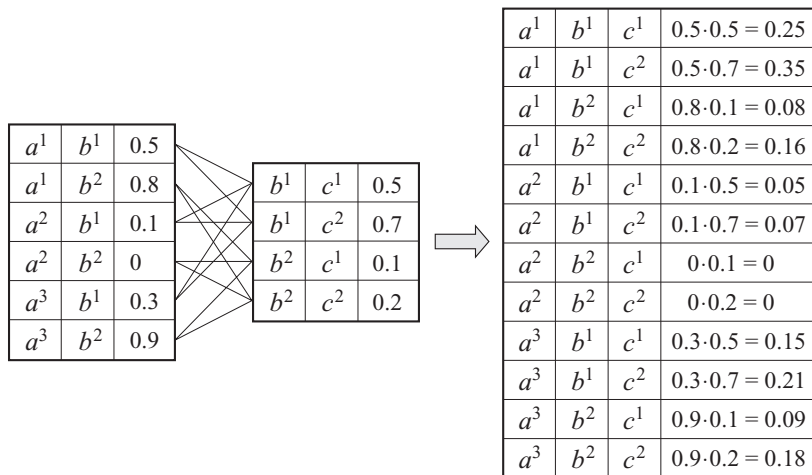 a¹ b¹ 0.5
a¹ b² 0.8
a² b¹ 0.1
a² b² 0
a³ b¹ 0.3
a³ b² 0.9
b¹ c¹ 0.5
b¹ c² 0.7
b² c¹ 0.1
b² c² 0.2
a¹ b¹ c¹ 0.5·0.5 = 0.25
a¹ b¹ c² 0.5·0.7 = 0.35
a¹ b² c¹ 0.8·0.1 = 0.08
a¹ b² c² 0.8·0.2 = 0.16
a² b¹ c¹ 0.1·0.5 = 0.05
a² b¹ c² 0.1·0.7 = 0.07
a² b² c¹ 0·0.1 = 0
a² b² c² 0·0.2 = 0
a³ b¹ c¹ 0.3·0.5 = 0.15
a³ b¹ c² 0.3·0.7 = 0.21
a³ b² c¹ 0.9·0.1 = 0.09
a³ b² c² 0.9·0.2 = 0.18